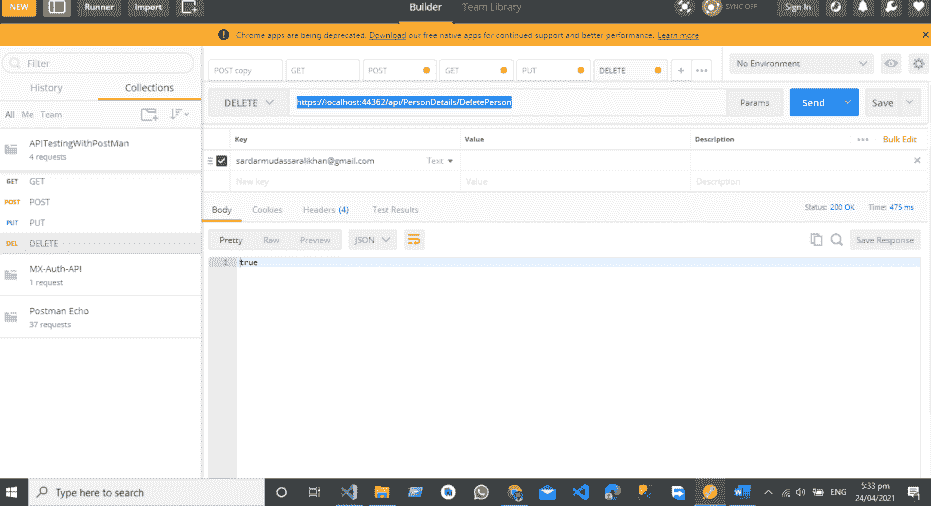 NEW Runner Import Builder Team Library SYNC OFF Sign In
Chrome apps are being deprecated. Download our free native apps for continued support and better performance. Learn more
Filter
History Collections
All Me Team
APITestingWithPostMan
4 requests
GET GET
POST POST
PUT PUT
DEL DELETE
MX-Auth-API
1 request
Postman Echo
37 requests
POST copy GET POST GET PUT DELETE No Environment
DELETE https://localhost:44362/api/PersonDetails/DeletePerson Params Send Save
Key Value Description Bulk Edit
sardarmudassaralikhan@gmail.com Text
New key Value Description
Body Cookies Headers (4) Test Results Status: 200 OK Time: 475 ms
Pretty Raw Preview JSON Save Response
1 true
Type here to search ENG 5:33 pm
24/04/2021